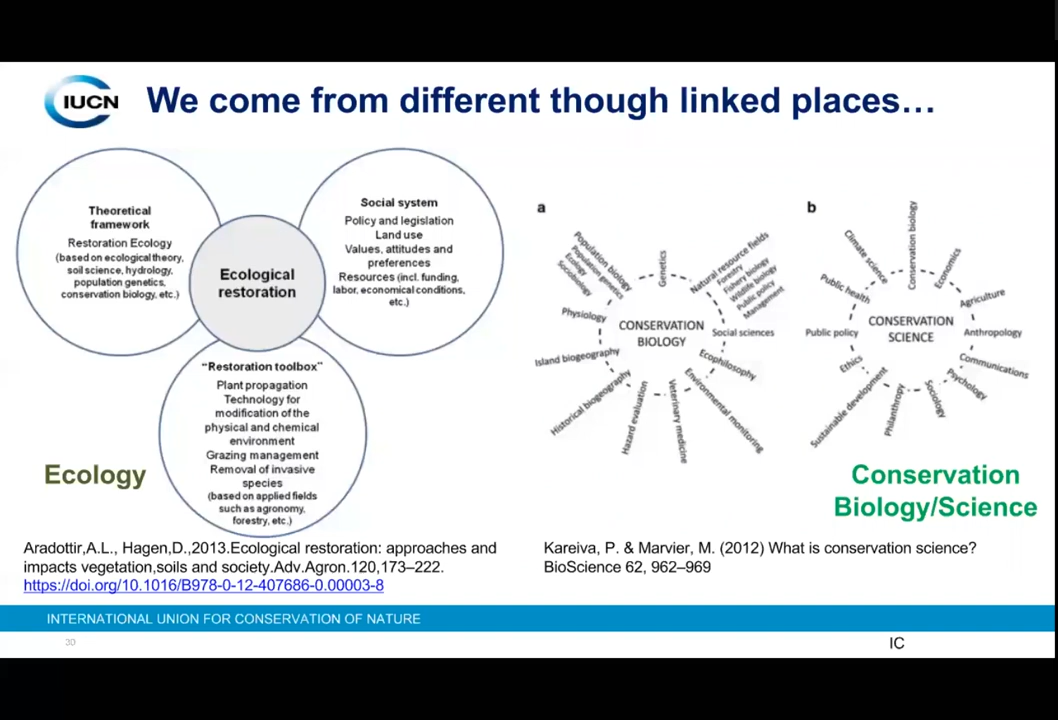 IUCN
We come from different though linked places…
Theoretical
framework
Restoration Ecology
(based on ecological theory,
soil science, hydrology,
population genetics,
conservation biology, etc.)
Ecological
restoration
Social system
Policy and legislation
Land use
Values, attitudes and
preferences
Resources (incl. funding,
labor, economical conditions,
etc.)
"Restoration toolbox"
Plant propagation
Technology for
modification of the
physical and chemical
environment
Grazing management
Removal of invasive
species
(based on applied fields
such as agronomy,
forestry, etc.)
Ecology
Aradottir,A.L., Hagen,D.,2013.Ecological restoration: approaches and
impacts vegetation,soils and society.Adv.Agron.120,173–222.
https://doi.org/10.1016/B978-0-12-407686-0.00003-8
a
CONSERVATION
BIOLOGY
Genetics
Natural resource fields
Forestry
Fishery biology
Wildlife biology
Public policy
Management
Social sciences
Ecophilosophy
Environmental monitoring
Veterinary medicine
Hazard evaluation
Historical biogeography
Island biogeography
Physiology
Population biology
Population genetics
Ecology
Sociobiology
b
CONSERVATION
SCIENCE
Conservation biology
Economics
Agriculture
Anthropology
Communications
Psychology
Sociology
Philanthropy
Sustainable development
Ethics
Public policy
Public health
Climate science
Conservation
Biology/Science
Kareiva, P. & Marvier, M. (2012) What is conservation science?
BioScience 62, 962–969
INTERNATIONAL UNION FOR CONSERVATION OF NATURE
30
IC